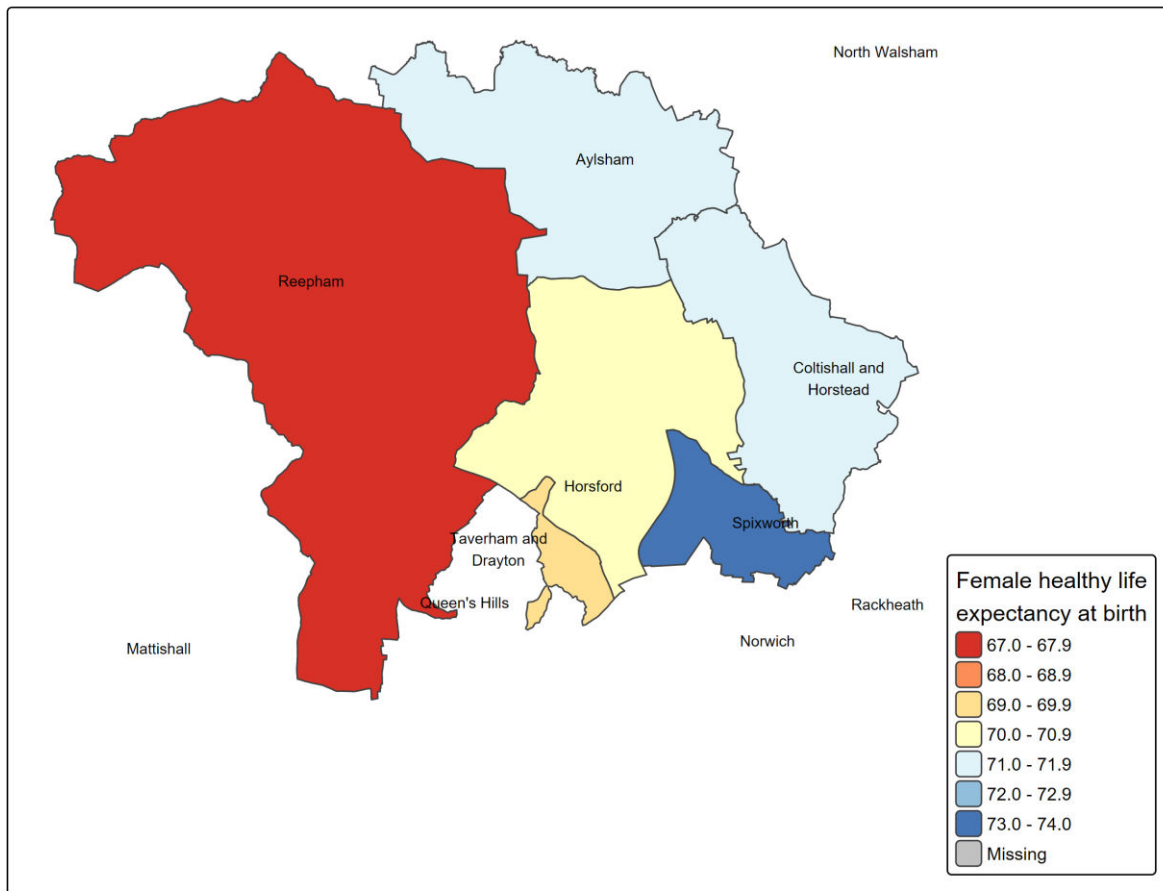 North Walsham
Aylsham
Reepham
Coltishall and
Horstead
Horsford
Spixworth
Taverham and
Drayton
Queen's Hills
Rackheath
Norwich
Mattishall
Female healthy life
expectancy at birth
67.0 - 67.9
68.0 - 68.9
69.0 - 69.9
70.0 - 70.9
71.0 - 71.9
72.0 - 72.9
73.0 - 74.0
Missing